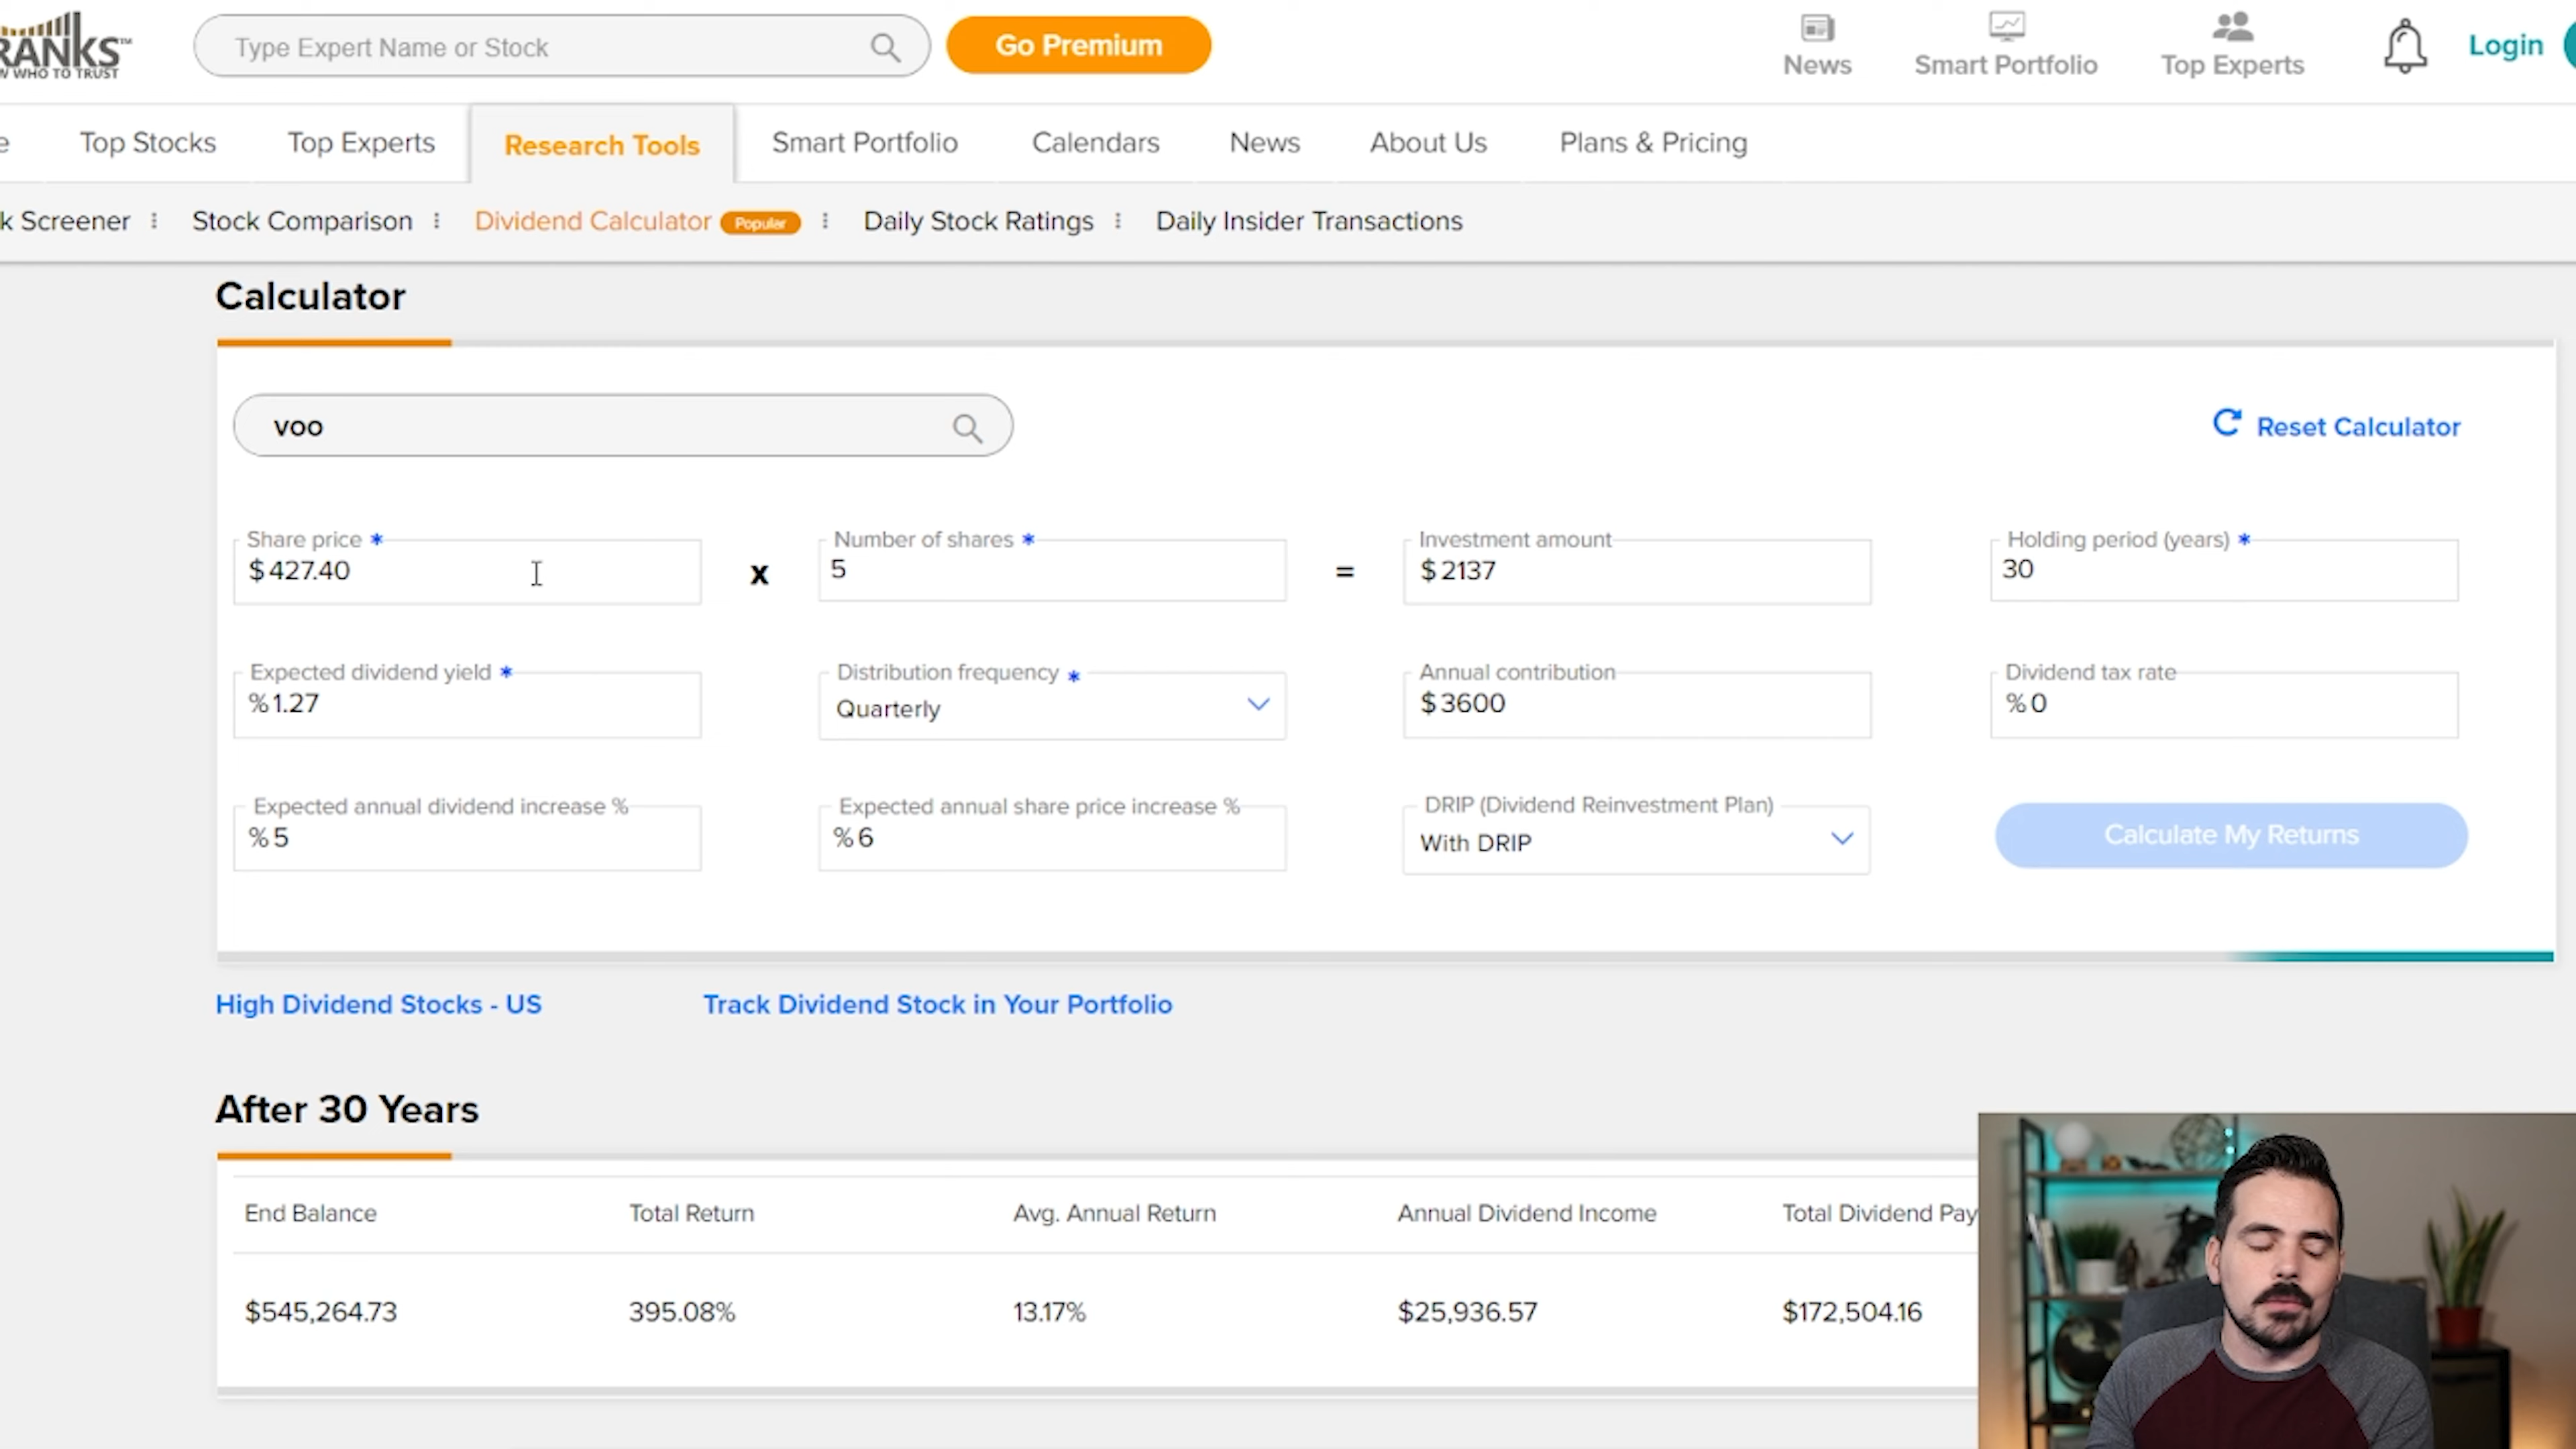 RANKS™
W WHO TO TRUST
Type Expert Name or Stock
Go Premium
News
Smart Portfolio
Top Experts
Login
e
Top Stocks
Top Experts
Research Tools
Smart Portfolio
Calendars
News
About Us
Plans & Pricing
k Screener
Stock Comparison
Dividend Calculator
Popular
Daily Stock Ratings
Daily Insider Transactions
Calculator
voo
Reset Calculator
Share price *
$ 427.40
x
Number of shares *
5
=
Investment amount
$ 2137
Holding period (years) *
30
Expected dividend yield *
% 1.27
Distribution frequency *
Quarterly
Annual contribution
$ 3600
Dividend tax rate
% 0
Expected annual dividend increase %
% 5
Expected annual share price increase %
% 6
DRIP (Dividend Reinvestment Plan)
With DRIP
Calculate My Returns
High Dividend Stocks - US
Track Dividend Stock in Your Portfolio
After 30 Years
End Balance
Total Return
Avg. Annual Return
Annual Dividend Income
Total Dividend Pay
$545,264.73
395.08%
13.17%
$25,936.57
$172,504.16